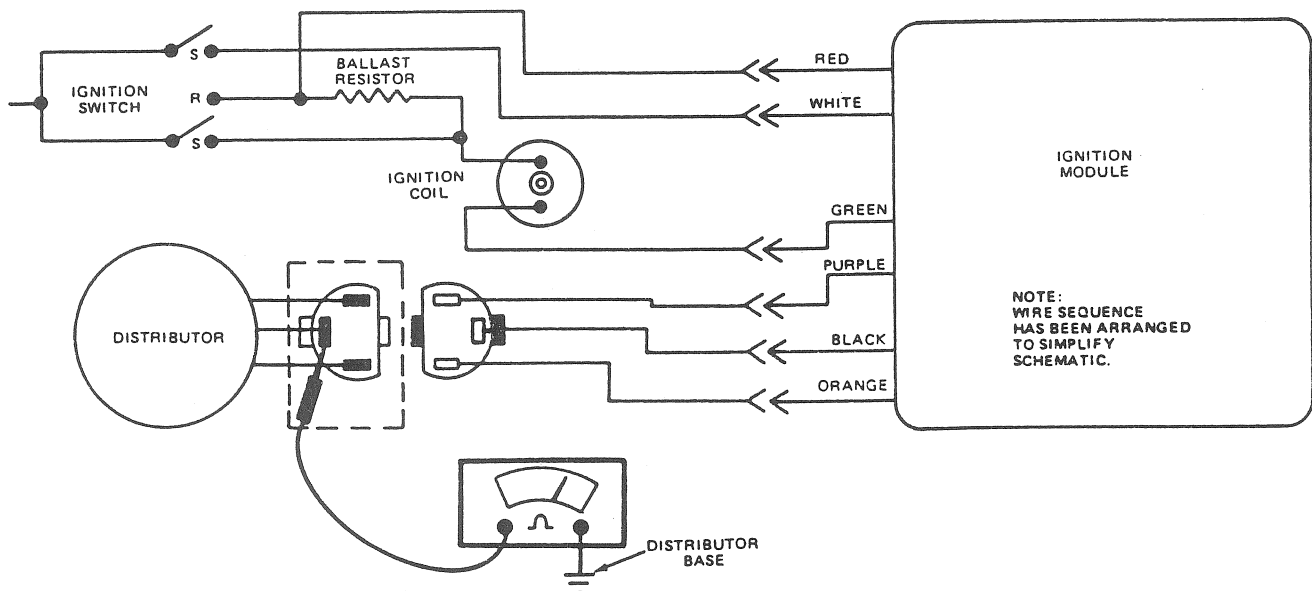 RED
S
BALLAST
RESISTOR
IGNITION
SWITCH
R
WHITE
S
IGNITION
COIL
IGNITION
MODULE
GREEN
PURPLE
NOTE:
WIRE SEQUENCE
HAS BEEN ARRANGED
TO SIMPLIFY
SCHEMATIC.
DISTRIBUTOR
BLACK
ORANGE
Ω
DISTRIBUTOR
BASE